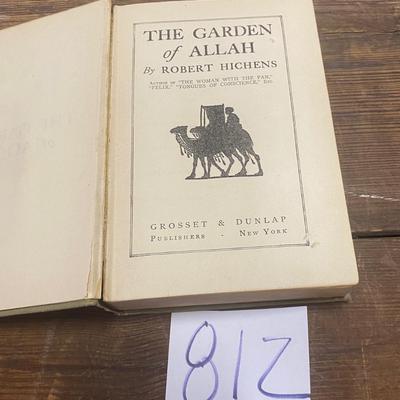 THE GARDEN
of ALLAH
By ROBERT HICHENS
AUTHOR OF "THE WOMAN WITH THE FAN,"
"FELIX," "TONGUES OF CONSCIENCE," ETC.
GROSSET & DUNLAP
PUBLISHERS - NEW YORK
812